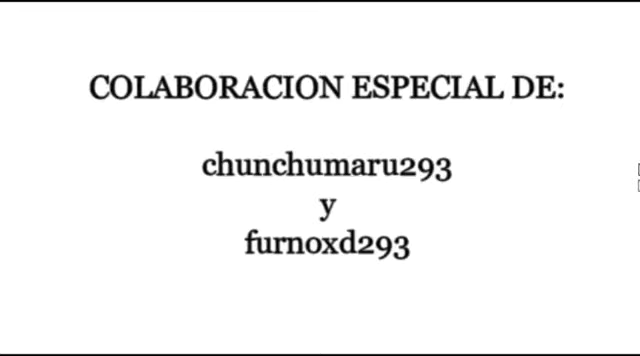 COLABORACION ESPECIAL DE:
chunchumaru293
y
furnoxd293